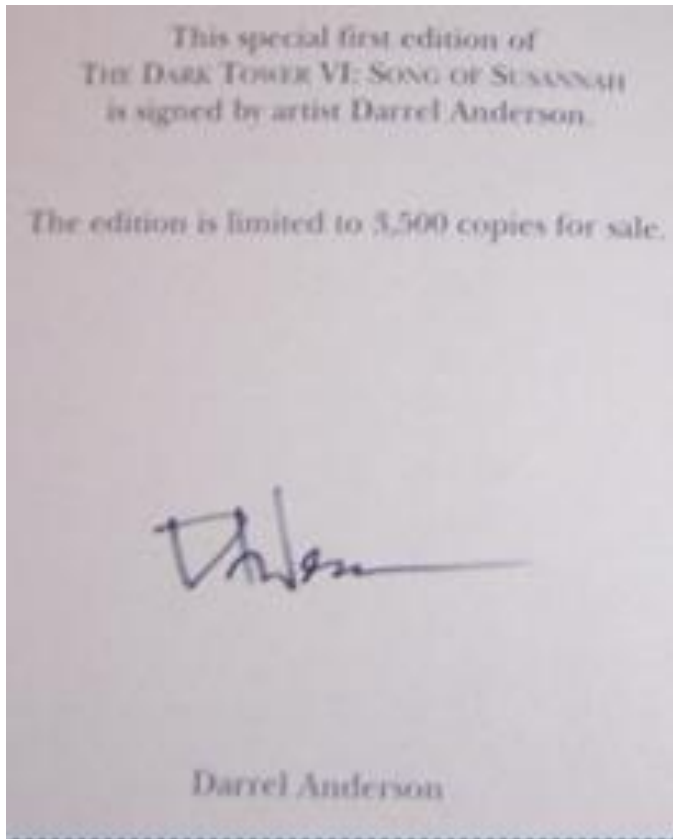 This special first edition of
THE DARK TOWER VI: SONG OF SUSANNAH
is signed by artist Darrel Anderson.
The edition is limited to 3,500 copies for sale.
Darrel Anderson